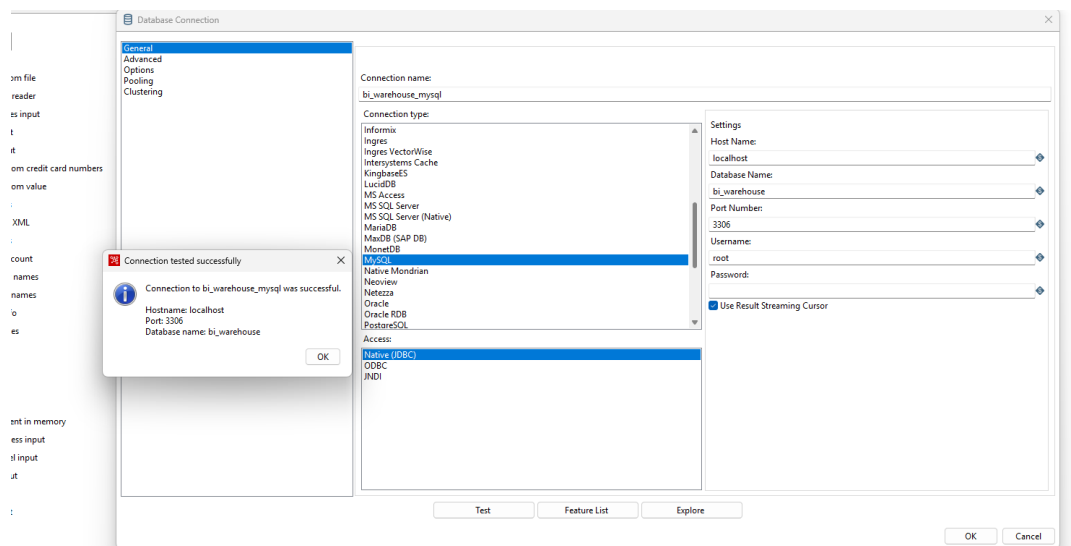 Database Connection
General
Advanced
Options
Pooling
Clustering
om file
reader
es input
t
ut
om credit card numbers
om value
XML
count
names
names
o
es
ent in memory
ess input
el input
ut
Connection name:
bi_warehouse_mysql
Connection type:
Informix
Ingres
Ingres VectorWise
Intersystems Cache
KingbaseES
LucidDB
MS Access
MS SQL Server
MS SQL Server (Native)
MariaDB
MaxDB (SAP DB)
MonetDB
MySQL
Native Mondrian
Neoview
Netezza
Oracle
Oracle RDB
PostgreSQL
Access:
Native (JDBC)
ODBC
JNDI
Settings
Host Name:
localhost
Database Name:
bi_warehouse
Port Number:
3306
Username:
root
Password:
Use Result Streaming Cursor
Connection tested successfully
Connection to bi_warehouse_mysql was successful.
Hostname: localhost
Port: 3306
Database name: bi_warehouse
OK
Test
Feature List
Explore
OK
Cancel